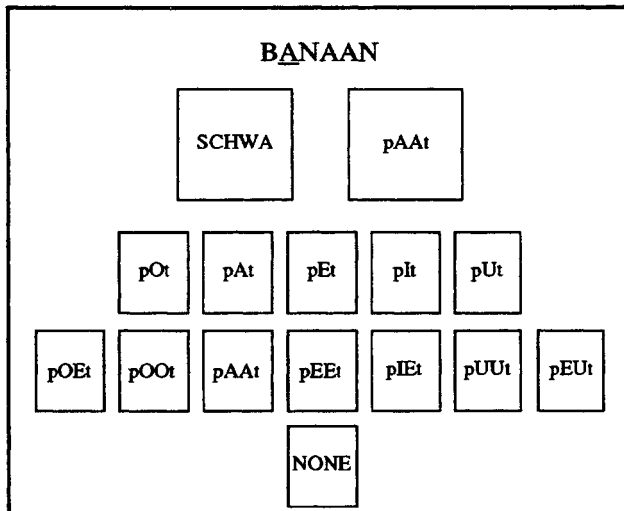 BANAAN
SCHWA pAAt
pOt pAt pEt pIt pUt
pOEt pOOt pAAt pEEt pIEt pUUt pEUt
NONE